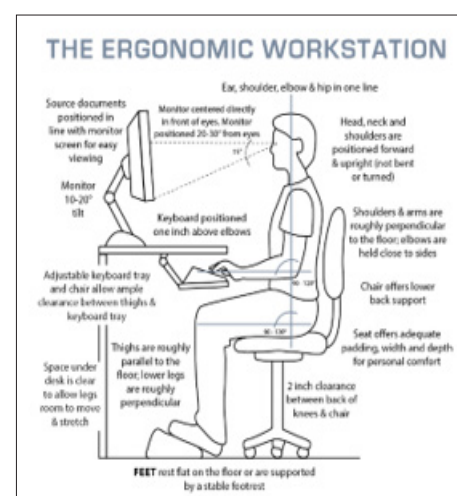 THE ERGONOMIC WORKSTATION
Ear, shoulder, elbow & hip in one line
Source documents
positioned in
line with monitor
screen for easy
viewing
Monitor centered directly
in front of eyes. Monitor
positioned 20-30" from eyes
15°
Head, neck and
shoulders are
positioned forward
& upright (not bent
or turned)
Monitor
10-20°
tilt
Keyboard positioned
one inch above elbows
Shoulders & arms are
roughly perpendicular
to the floor; elbows are
held close to sides
Adjustable keyboard tray
and chair allow ample
clearance between thighs &
keyboard tray
90 - 120°
Chair offers lower
back support
90 - 130°
Seat offers adequate
padding, width and depth
for personal comfort
Thighs are roughly
parallel to the
floor; lower legs
are roughly
perpendicular
Space under
desk is clear
to allow legs
room to move
& stretch
2 inch clearance
between back of
knees & chair
FEET rest flat on the floor or are supported
by a stable footrest